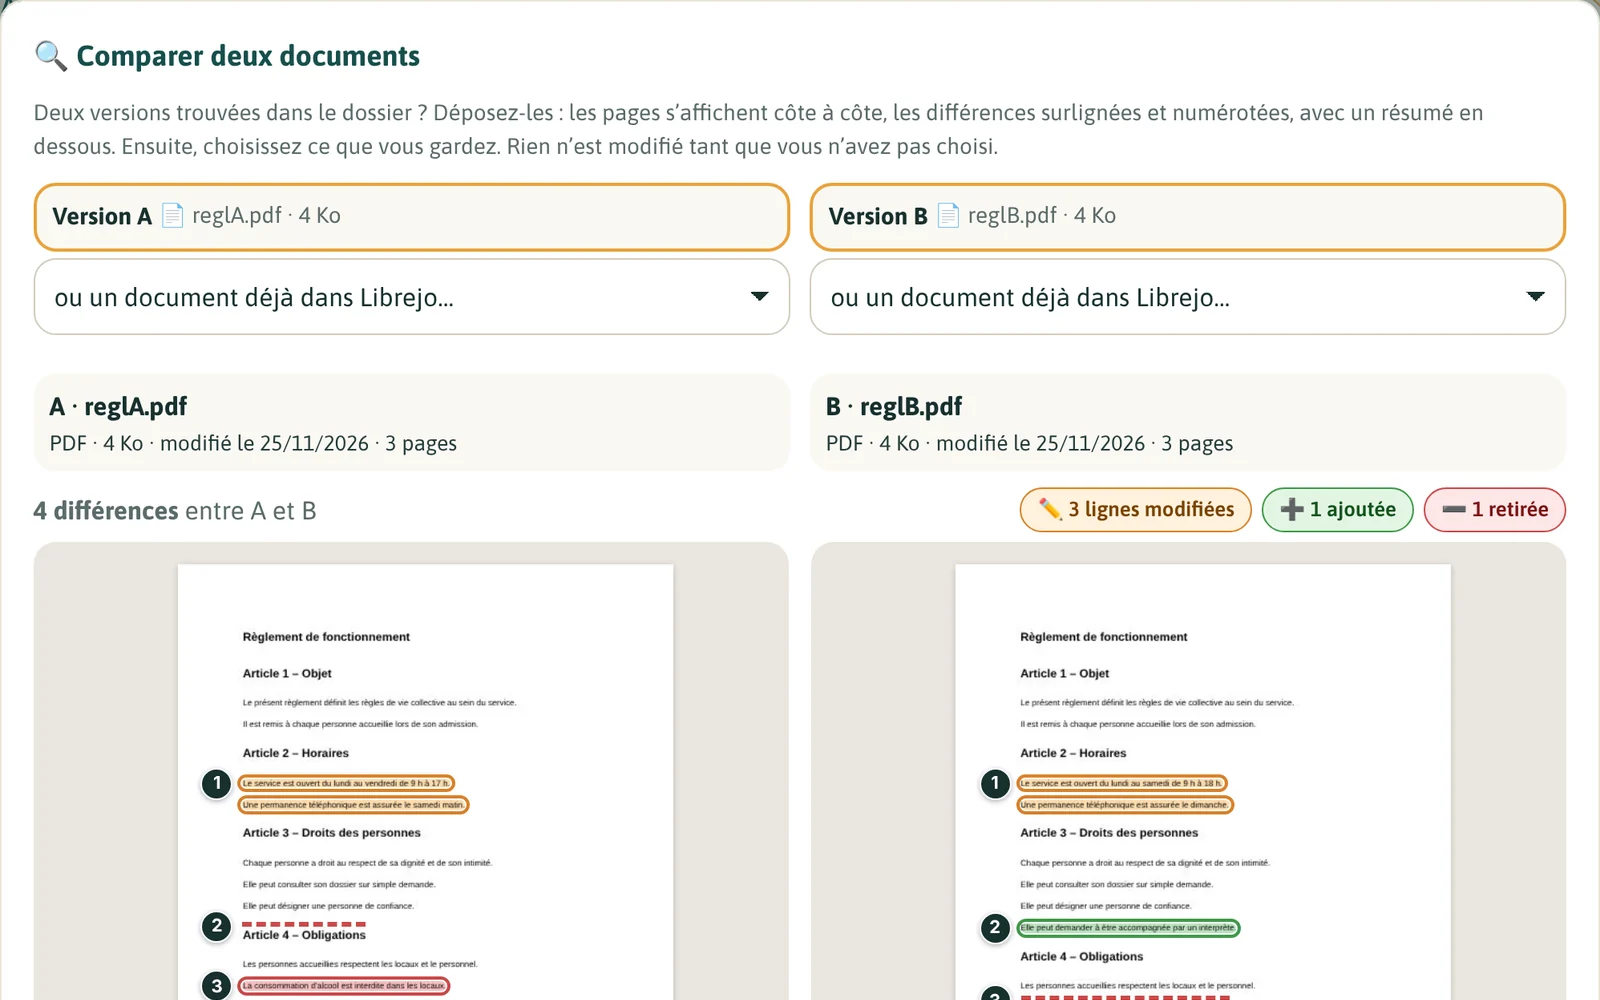 Comparer deux documents
Deux versions trouvées dans le dossier ? Déposez-les : les pages s’affichent côte à côte, les différences surlignées et numérotées, avec un résumé en
dessous. Ensuite, choisissez ce que vous gardez. Rien n’est modifié tant que vous n’avez pas choisi.
Version A reglA.pdf · 4 Ko
Version B reglB.pdf · 4 Ko
ou un document déjà dans Librejo...
ou un document déjà dans Librejo...
A · reglA.pdf
PDF · 4 Ko · modifié le 25/11/2026 · 3 pages
B · reglB.pdf
PDF · 4 Ko · modifié le 25/11/2026 · 3 pages
4 différences entre A et B
3 lignes modifiées
1 ajoutée
1 retirée
Règlement de fonctionnement
Article 1 – Objet
Le présent règlement définit les règles de vie collective au sein du service.
Il est remis à chaque personne accueillie lors de son admission.
Article 2 – Horaires
1 Le service est ouvert du lundi au vendredi de 9 h à 17 h.
Une permanence téléphonique est assurée le samedi matin.
Article 3 – Droits des personnes
Chaque personne a droit au respect de sa dignité et de son intimité.
Elle peut consulter son dossier sur simple demande.
Elle peut désigner une personne de confiance.
2
Article 4 – Obligations
Les personnes accueillies respectent les locaux et le personnel.
3 La consommation d'alcool est interdite dans les locaux.
Règlement de fonctionnement
Article 1 – Objet
Le présent règlement définit les règles de vie collective au sein du service.
Il est remis à chaque personne accueillie lors de son admission.
Article 2 – Horaires
1 Le service est ouvert du lundi au samedi de 9 h à 18 h.
Une permanence téléphonique est assurée le dimanche.
Article 3 – Droits des personnes
Chaque personne a droit au respect de sa dignité et de son intimité.
Elle peut consulter son dossier sur simple demande.
Elle peut désigner une personne de confiance.
2 Elle peut demander à être accompagnée par un interprète.
Article 4 – Obligations
Les personnes accueillies respectent les locaux et le personnel.
3